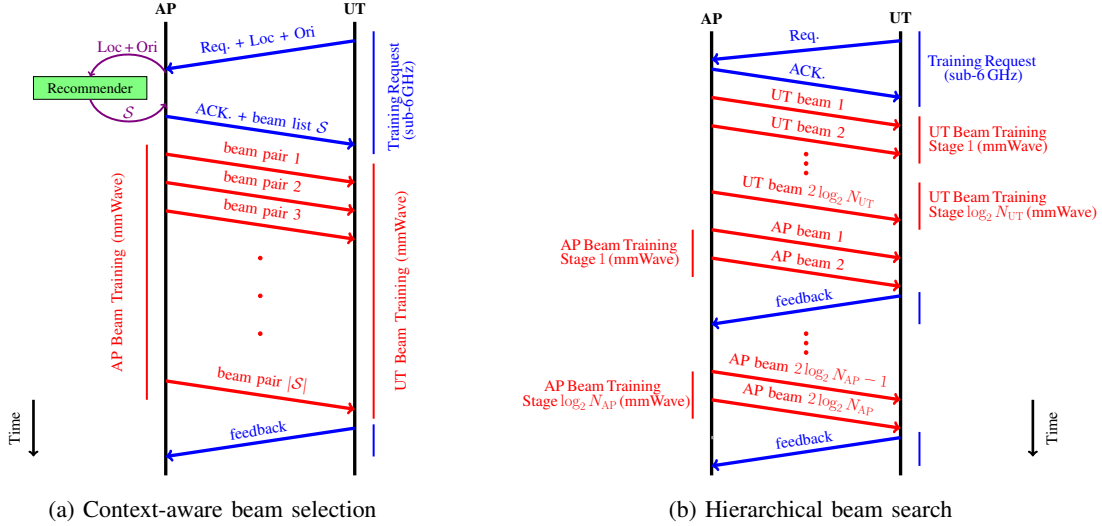 AP
UT
Loc + Ori
Req. + Loc + Ori
Recommender
𝒮
ACK. + beam list 𝒮
Training Request
(sub-6 GHz)
beam pair 1
beam pair 2
beam pair 3
beam pair |𝒮|
AP Beam Training (mmWave)
UT Beam Training (mmWave)
feedback
Time
(a) Context-aware beam selection
AP
UT
Req.
ACK.
Training Request
(sub-6 GHz)
UT beam 1
UT beam 2
UT Beam Training
Stage 1 (mmWave)
UT beam 2 log₂ N_UT
UT Beam Training
Stage log₂ N_UT (mmWave)
AP beam 1
AP beam 2
AP Beam Training
Stage 1 (mmWave)
feedback
AP beam 2 log₂ N_AP − 1
AP beam 2 log₂ N_AP
AP Beam Training
Stage log₂ N_AP (mmWave)
feedback
Time
(b) Hierarchical beam search